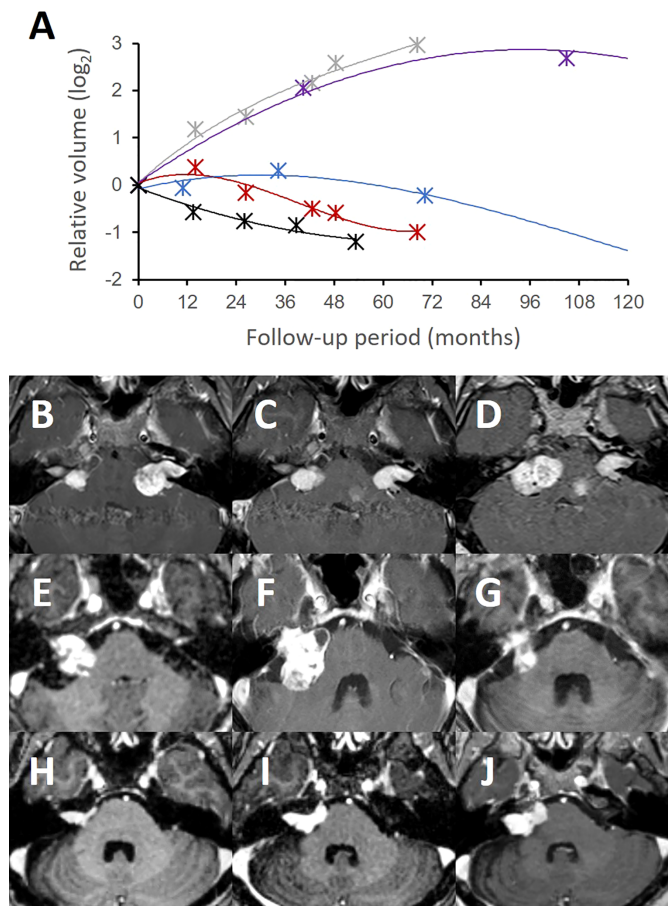 A
Relative volume (log2)
3
2
1
0
-1
-2
0 12 24 36 48 60 72 84 96 108 120
Follow-up period (months)
B C D
E F G
H I J